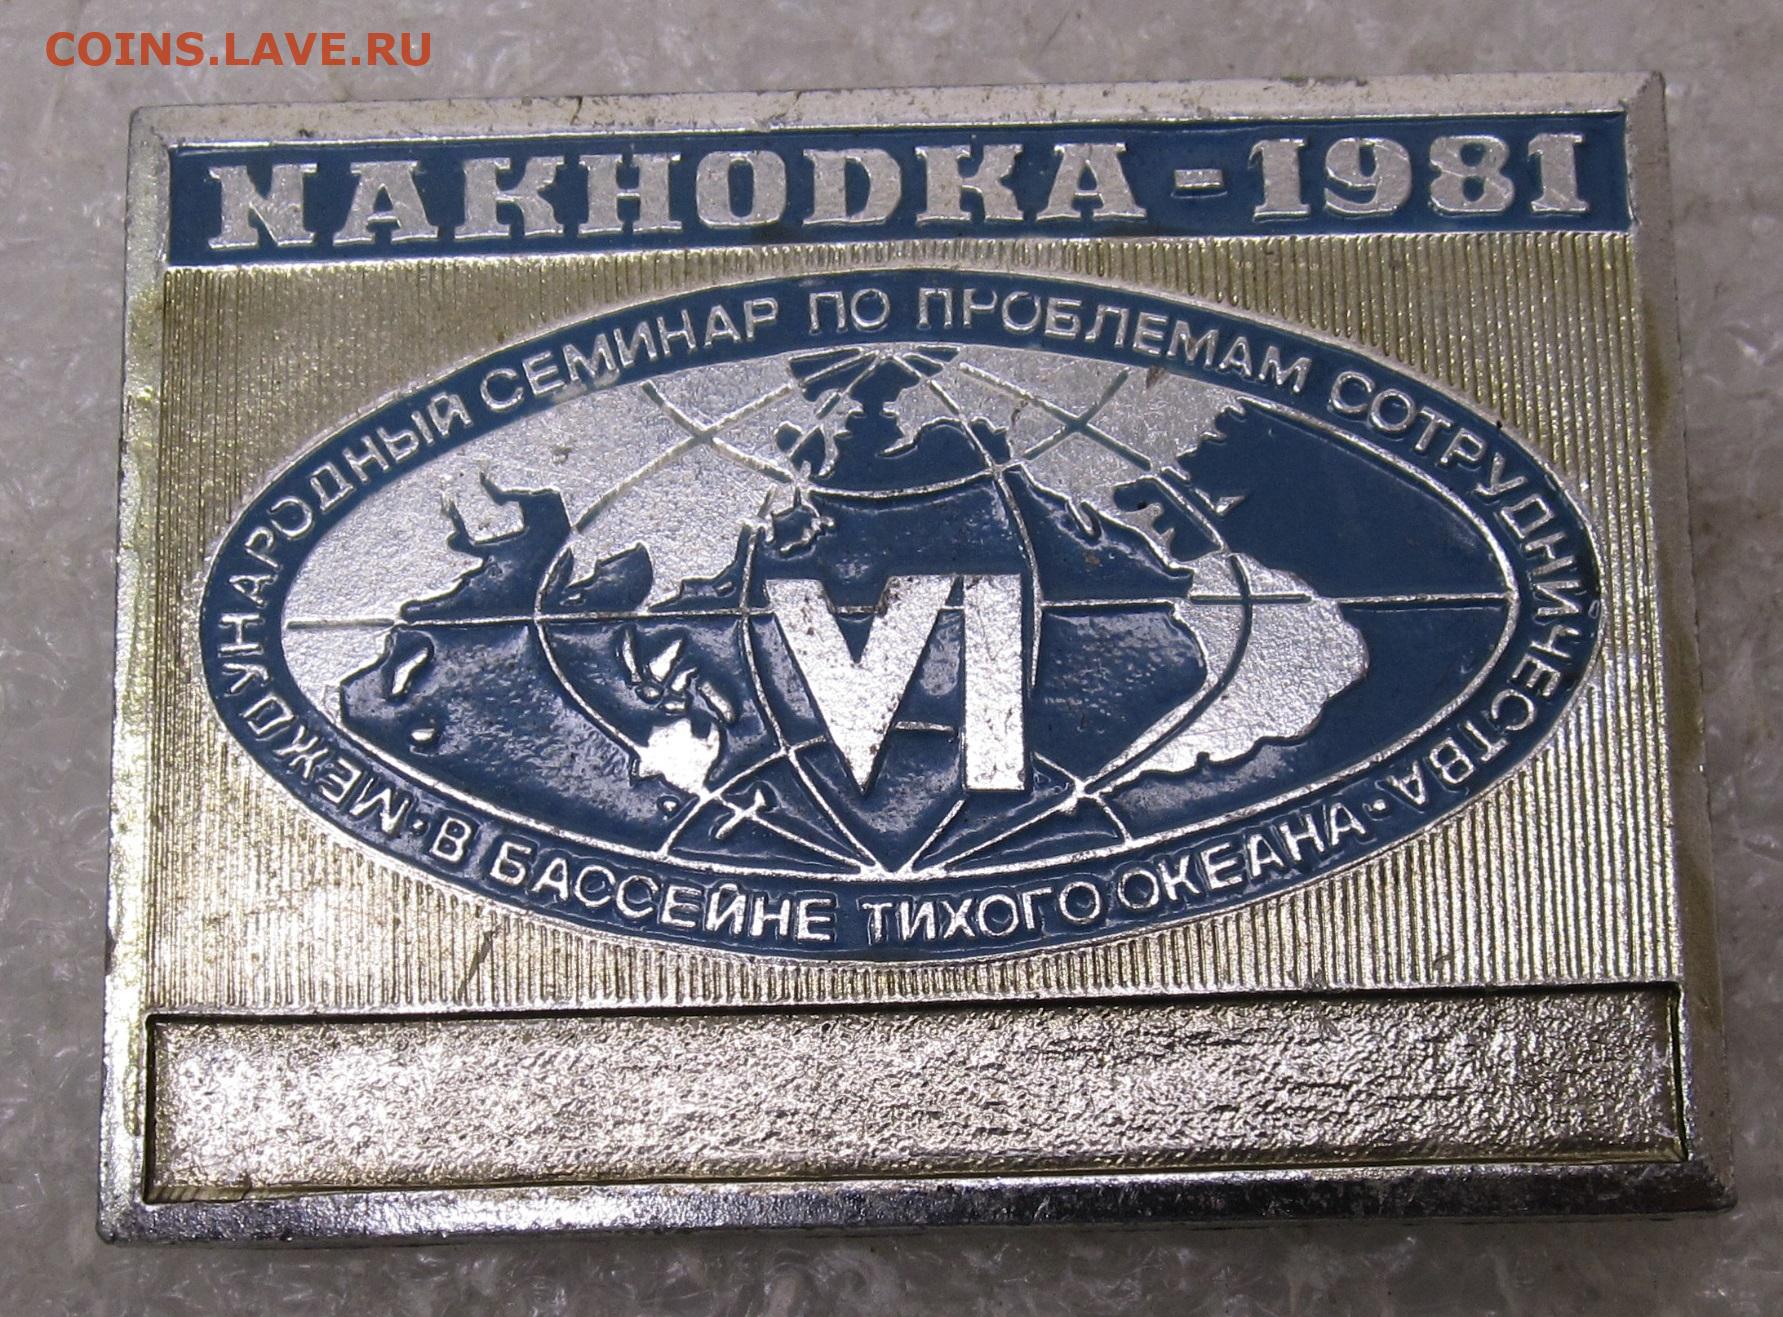 COINS.LAVE.RU
NAKHODKA - 1981
МЕЖДУНАРОДНЫЙ СЕМИНАР ПО ПРОБЛЕМАМ СОТРУДНИЧЕСТВА
• В БАССЕЙНЕ ТИХОГО ОКЕАНА •
VI